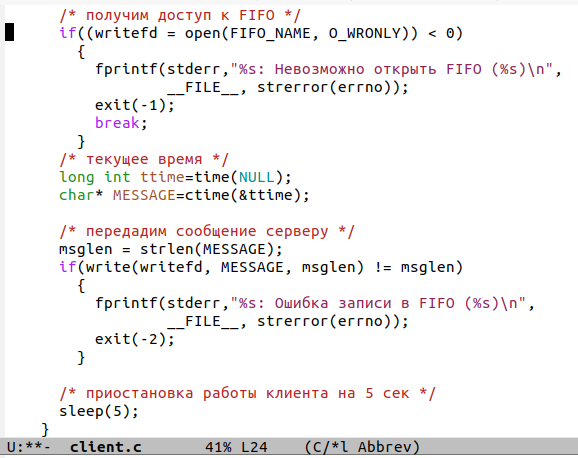 /* получим доступ к FIFO */
if((writefd = open(FIFO_NAME, O_WRONLY)) < 0)
{
fprintf(stderr,"%s: Невозможно открыть FIFO (%s)\n",
__FILE__, strerror(errno));
exit(-1);
break;
}
/* текущее время */
long int ttime=time(NULL);
char* MESSAGE=ctime(&ttime);
/* передадим сообщение серверу */
msglen = strlen(MESSAGE);
if(write(writefd, MESSAGE, msglen) != msglen)
{
fprintf(stderr,"%s: Ошибка записи в FIFO (%s)\n",
__FILE__, strerror(errno));
exit(-2);
}
/* приостановка работы клиента на 5 сек */
sleep(5);
}
U:**- client.c 41% L24 (C/*l Abbrev)